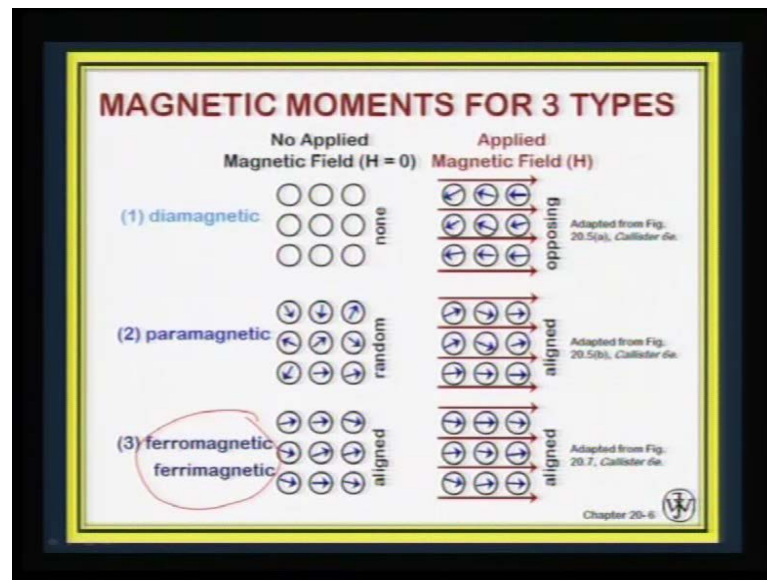 MAGNETIC MOMENTS FOR 3 TYPES
No Applied
Magnetic Field (H = 0)
Applied
Magnetic Field (H)
(1) diamagnetic
none
opposing
Adapted from Fig.
20.5(a), Callister 6e.
(2) paramagnetic
random
aligned
Adapted from Fig.
20.5(b), Callister 6e.
(3) ferromagnetic
ferrimagnetic
aligned
aligned
Adapted from Fig.
20.7, Callister 6e.
Chapter 20-6